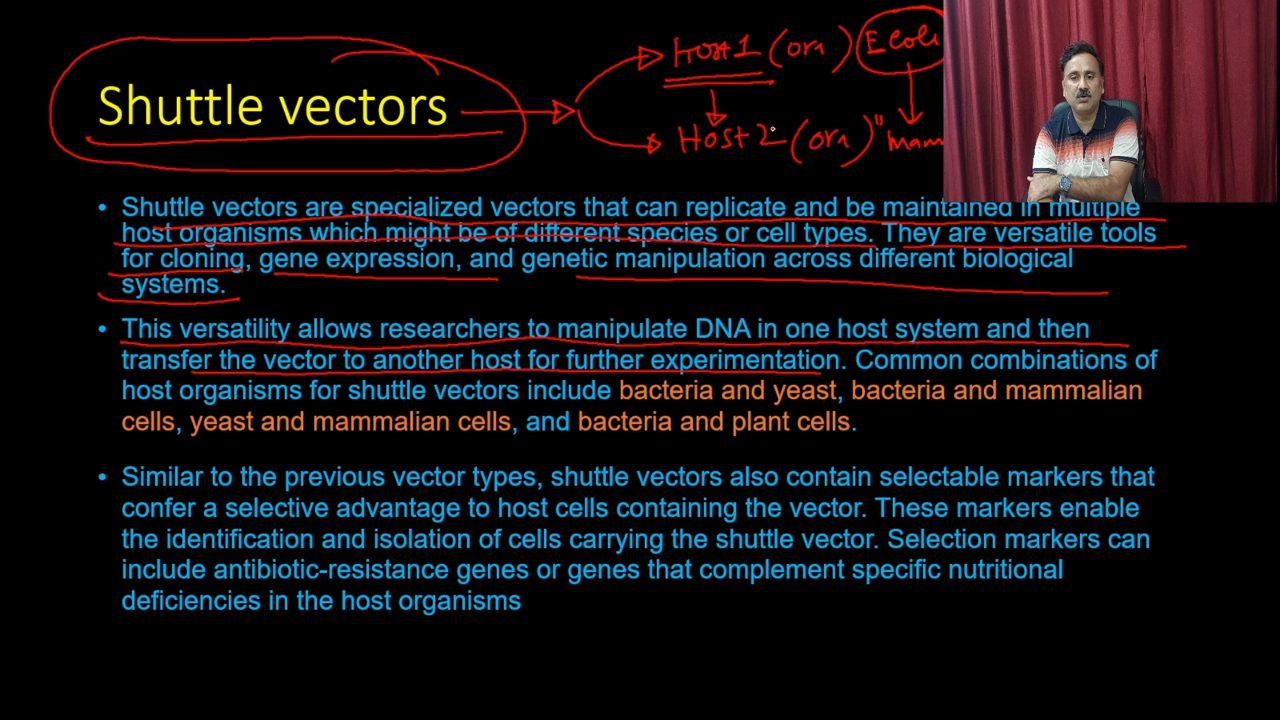 Host 1 (ori) E coli
Shuttle vectors
Host 2 (ori) " mam
• Shuttle vectors are specialized vectors that can replicate and be maintained in multiple
host organisms which might be of different species or cell types. They are versatile tools
for cloning, gene expression, and genetic manipulation across different biological
systems.
• This versatility allows researchers to manipulate DNA in one host system and then
transfer the vector to another host for further experimentation. Common combinations of
host organisms for shuttle vectors include bacteria and yeast, bacteria and mammalian
cells, yeast and mammalian cells, and bacteria and plant cells.
• Similar to the previous vector types, shuttle vectors also contain selectable markers that
confer a selective advantage to host cells containing the vector. These markers enable
the identification and isolation of cells carrying the shuttle vector. Selection markers can
include antibiotic-resistance genes or genes that complement specific nutritional
deficiencies in the host organisms